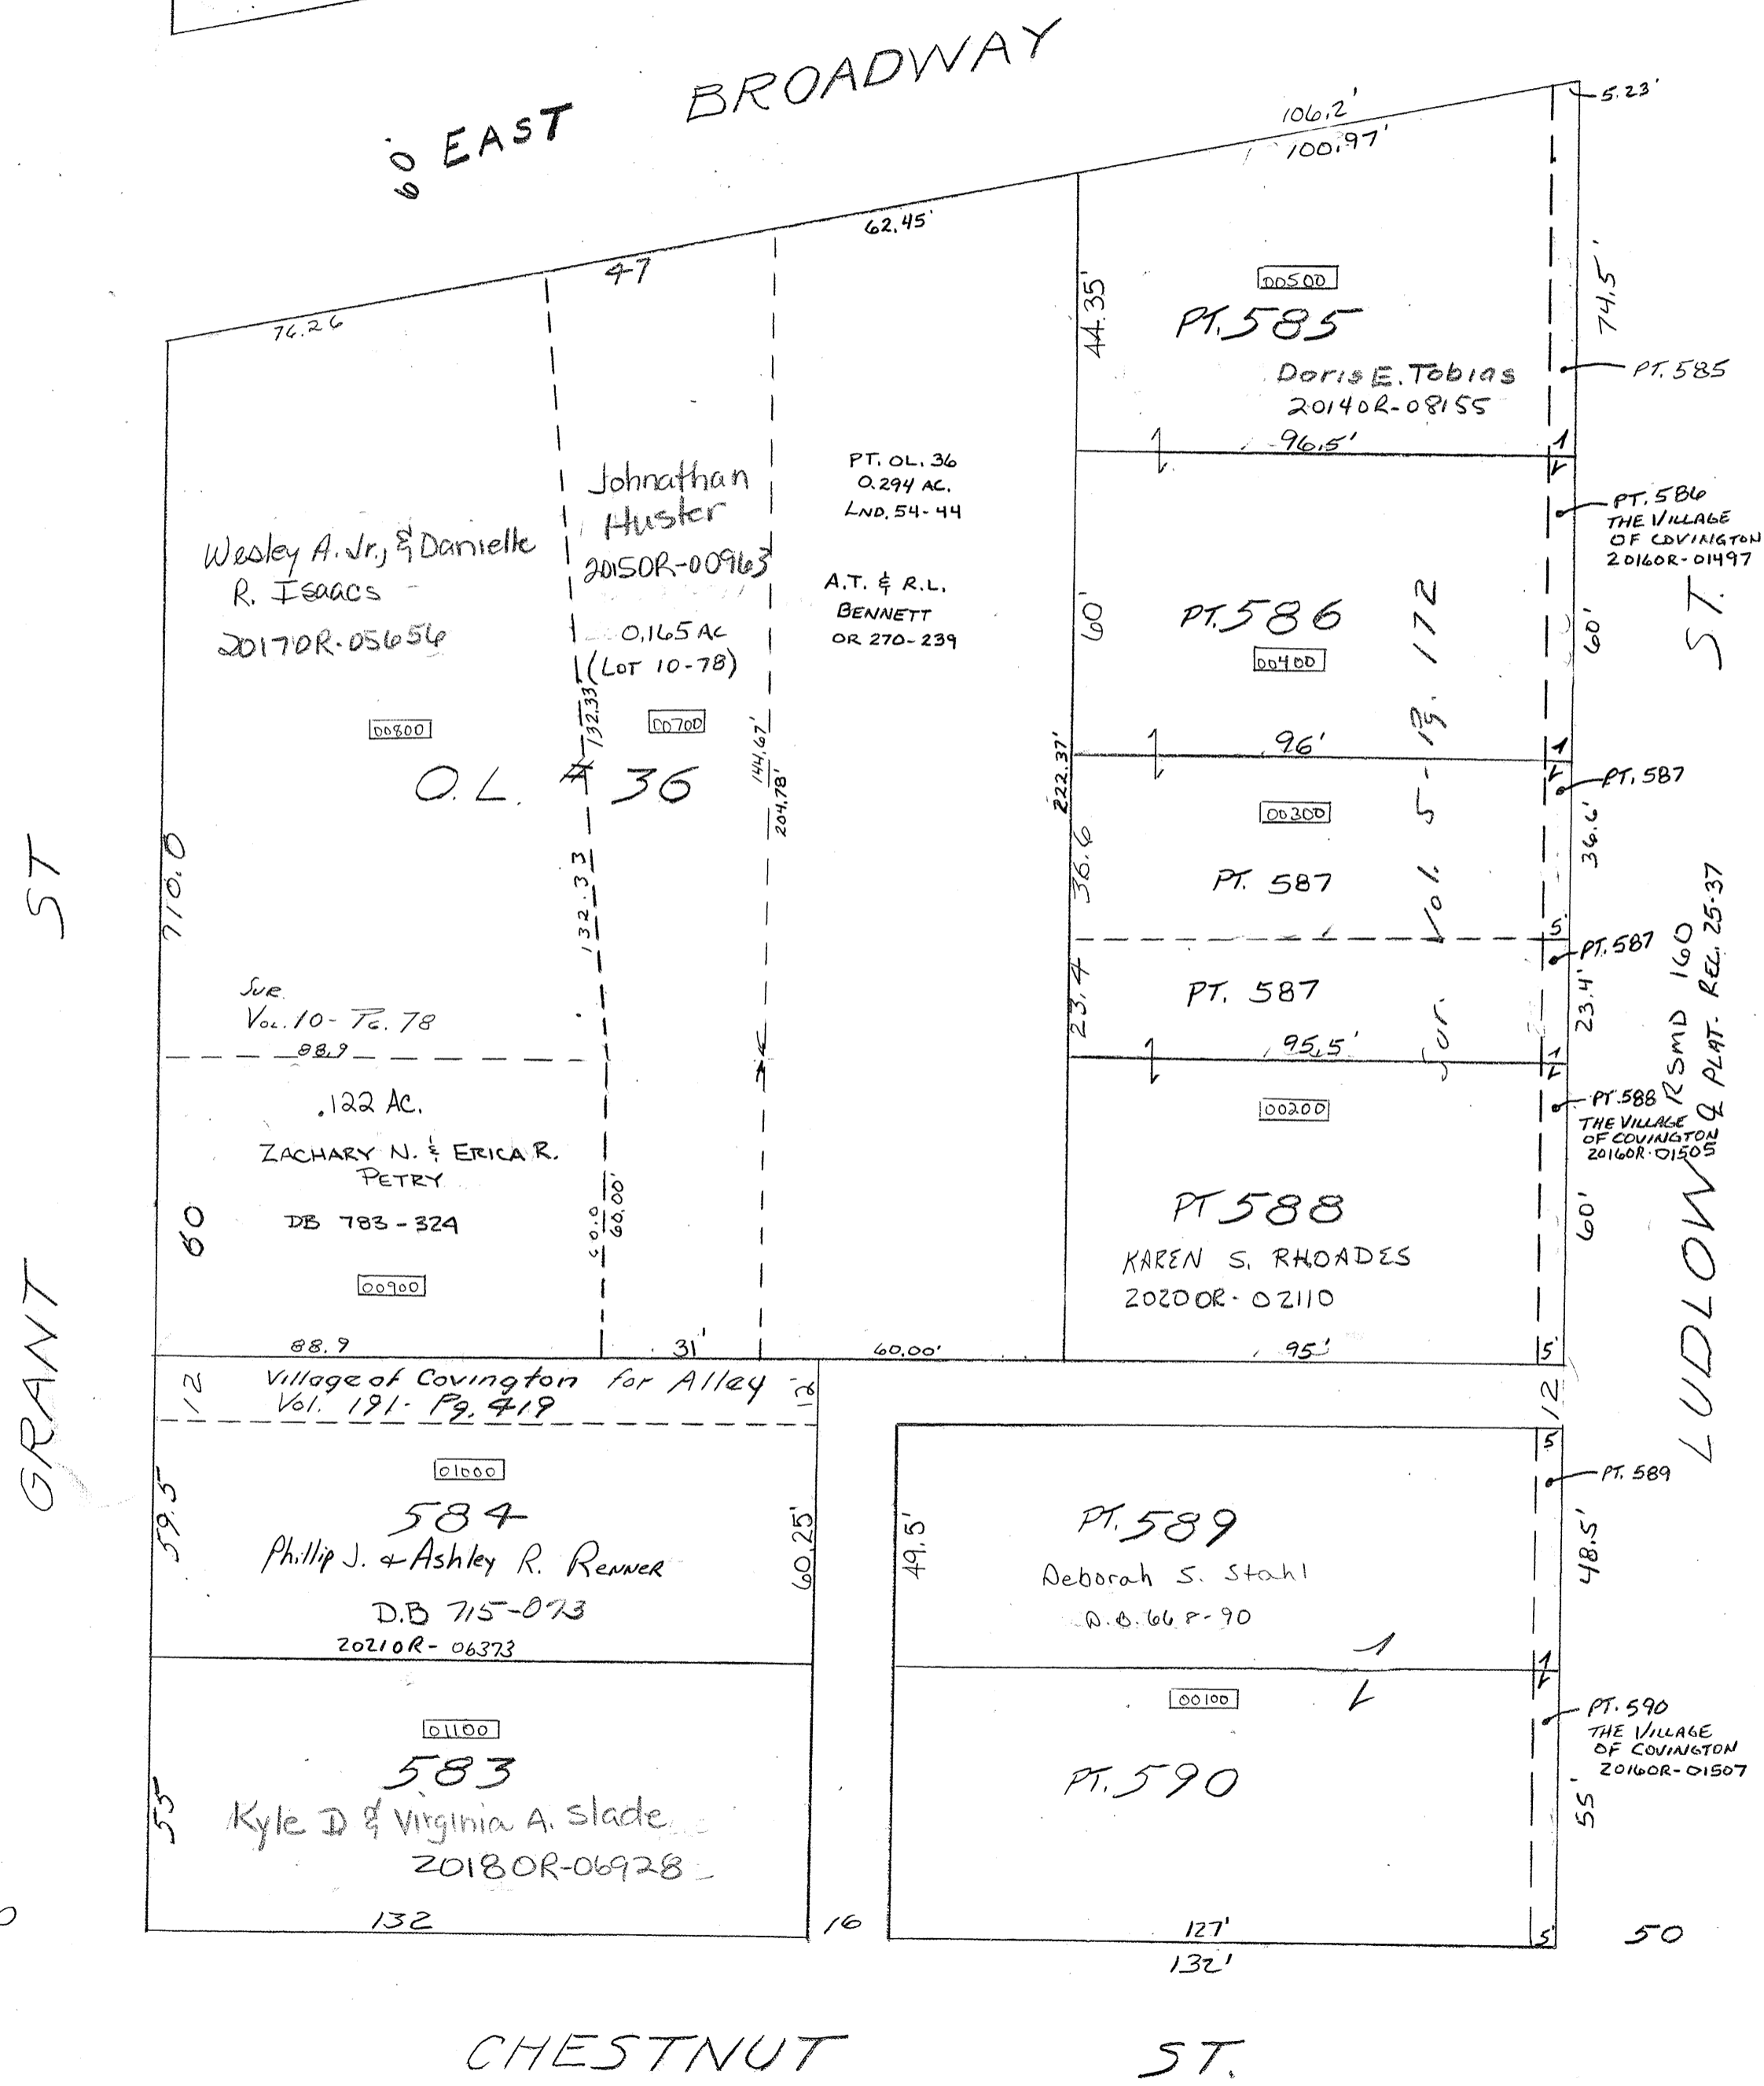 60' EAST BROADWAY
106.2'
100.97'
5.23'
62.45'
47
76.26
44.35'
00500
PT. 585
Doris E. Tobias
2014OR-08155
96.5'
74.5'
PT. 585
1
Wesley A. Jr., & Danielle
R. Isaacs
2017OR-05656
00800
Johnathan
Huster
2015OR-00963
0.165 AC
(LOT 10-78)
132.33'
00700
O.L. # 36
PT. OL. 36
0.294 AC.
LND. 54-44
A.T. & R.L.
BENNETT
OR 270-239
144.67'
204.78'
222.37'
60'
PT. 586
00400
96'
PT. 586
THE VILLAGE
OF COVINGTON
2016OR-01497
60'
1
Sur. Vol. 5-Pg. 172
00300
PT. 587
36.6
PT. 587
36.6'
5
PT. 587
23.4
PT. 587
23.4'
95.5'
1
710.0
132.33
SUR.
VOL. 10- PG. 78
88.9
.122 AC.
ZACHARY N. & ERICA R.
PETRY
DB 783-324
60
00900
60.0
60.00'
88.9
31'
60.00'
00200
PT 588
KAREN S. RHOADES
2020OR-02110
95'
5
PT. 588
THE VILLAGE
OF COVINGTON
2016OR-01505
60'
RSMD 160
& PLAT. REC. 25-37
LUDLOW ST.
GRANT ST
12
Village of Covington for Alley
Vol. 191- Pg. 419
12
12
01000
584
Phillip J. & Ashley R. RENNER
D.B 715-073
2021OR-06373
59.5
60.25'
49.5'
PT. 589
Deborah S. Stahl
D.B. 668-90
5
PT. 589
48.5'
1
01100
583
Kyle D & Virginia A. Slade
2018OR-06928
55
132
16
00100
PT. 590
PT. 590
THE VILLAGE
OF COVINGTON
2016OR-01507
55'
127'
5'
132'
50
CHESTNUT ST.